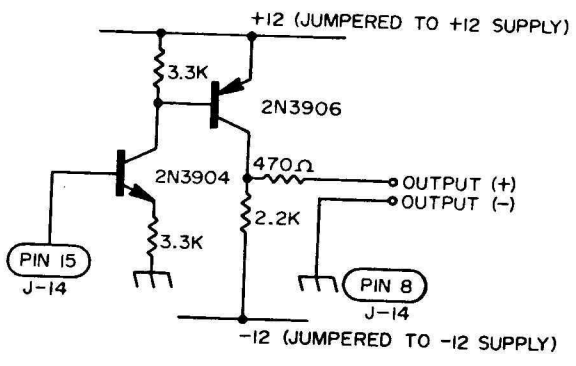 +12 (JUMPERED TO +12 SUPPLY)
3.3K
2N3906
2N3904
470Ω
OUTPUT (+)
OUTPUT (-)
2.2K
3.3K
PIN 15
J-14
PIN 8
J-14
-12 (JUMPERED TO -12 SUPPLY)